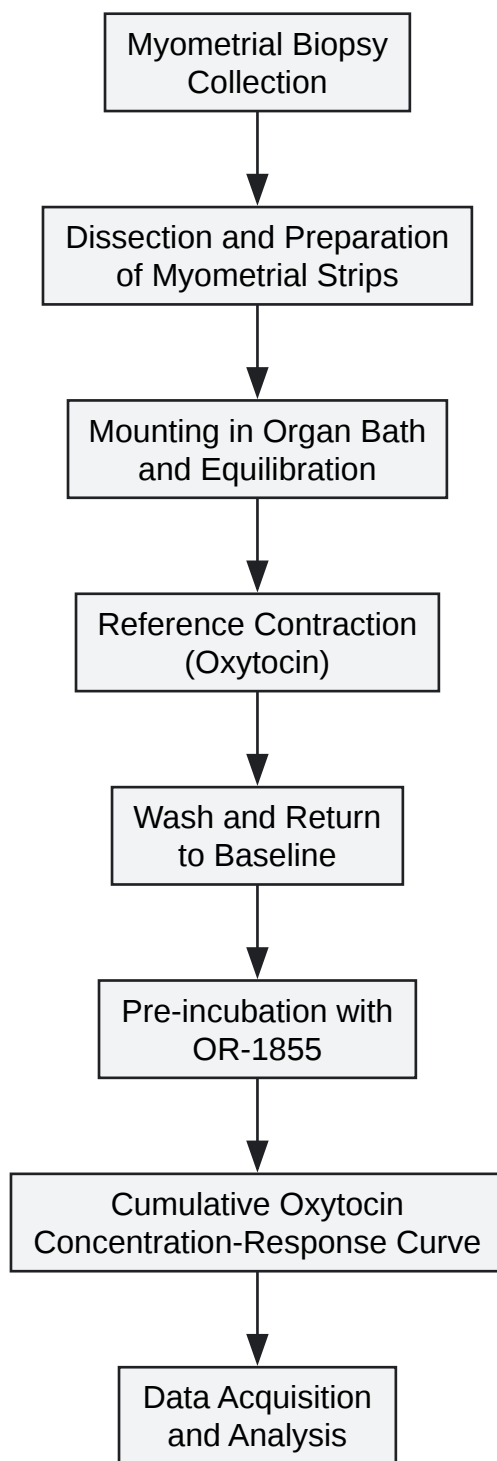 Myometrial Biopsy
Collection
Dissection and Preparation
of Myometrial Strips
Mounting in Organ Bath
and Equilibration
Reference Contraction
(Oxytocin)
Wash and Return
to Baseline
Pre-incubation with
OR-1855
Cumulative Oxytocin
Concentration-Response Curve
Data Acquisition
and Analysis